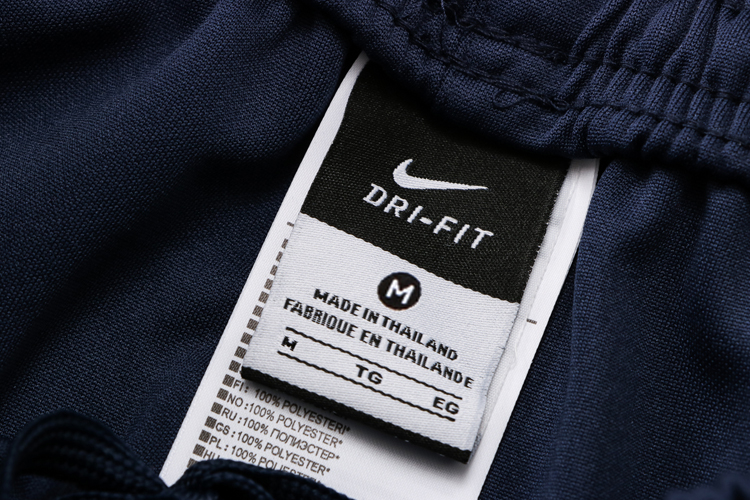 DRI-FIT
M
MADE IN THAILAND
FABRIQUE EN THAILANDE
M
TG
EG
FI: 100% POLYESTERI*
NO: 100% POLYESTER*
RU: 100% ПОЛИЭСТЕР*
CS: 100% POLYESTER*
PL: 100% POLIESTER*